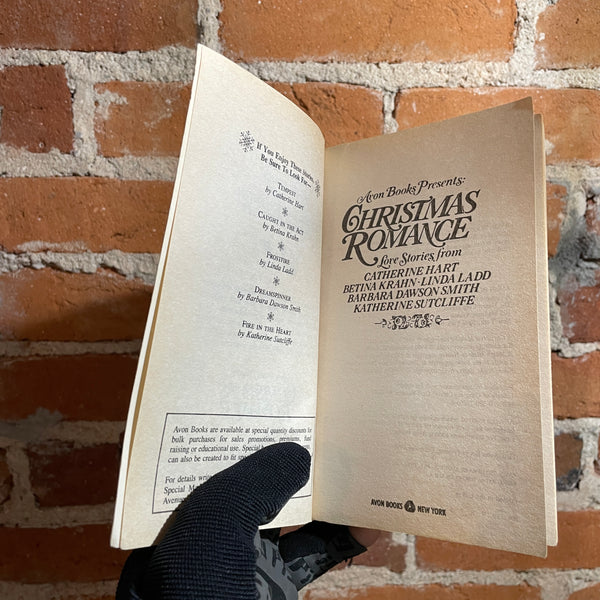 If You Enjoy These Stories,
Be Sure To Look For—
TEMPEST
by Catherine Hart
CAUGHT IN THE ACT
by Betina Krahn
FROSTFIRE
by Linda Ladd
DREAMSPINNER
by Barbara Dawson Smith
FIRE IN THE HEART
by Katherine Sutcliffe
Avon Books are available at special quantity discounts for
bulk purchases for sales promotions, premiums, fund
raising or educational use. Special
can also be created to fit
For details
Special
Avenue
Avon Books Presents:
CHRISTMAS
ROMANCE
Love Stories from
CATHERINE HART
BETINA KRAHN · LINDA LADD
BARBARA DAWSON SMITH
KATHERINE SUTCLIFFE
AVON BOOKS NEW YORK